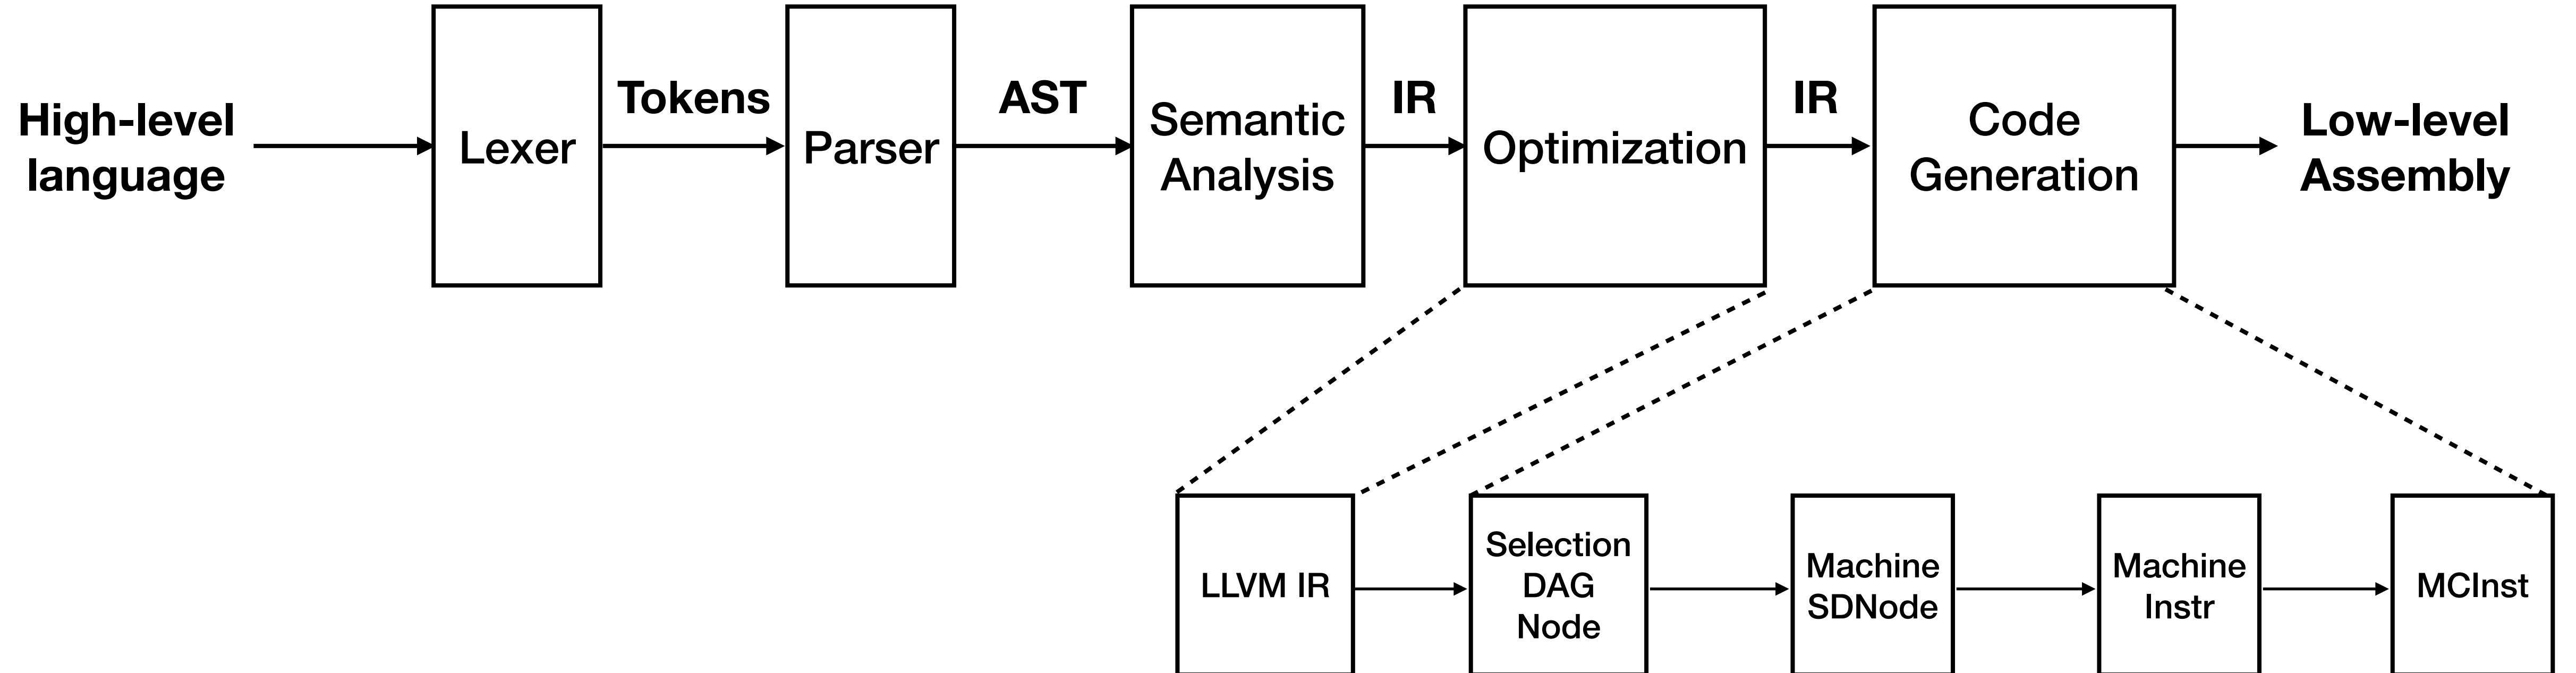 High-level
language
Lexer
Tokens
Parser
AST
Semantic
Analysis
IR
Optimization
IR
Code
Generation
Low-level
Assembly
LLVM IR
Selection
DAG
Node
Machine
SDNode
Machine
Instr
MCInst